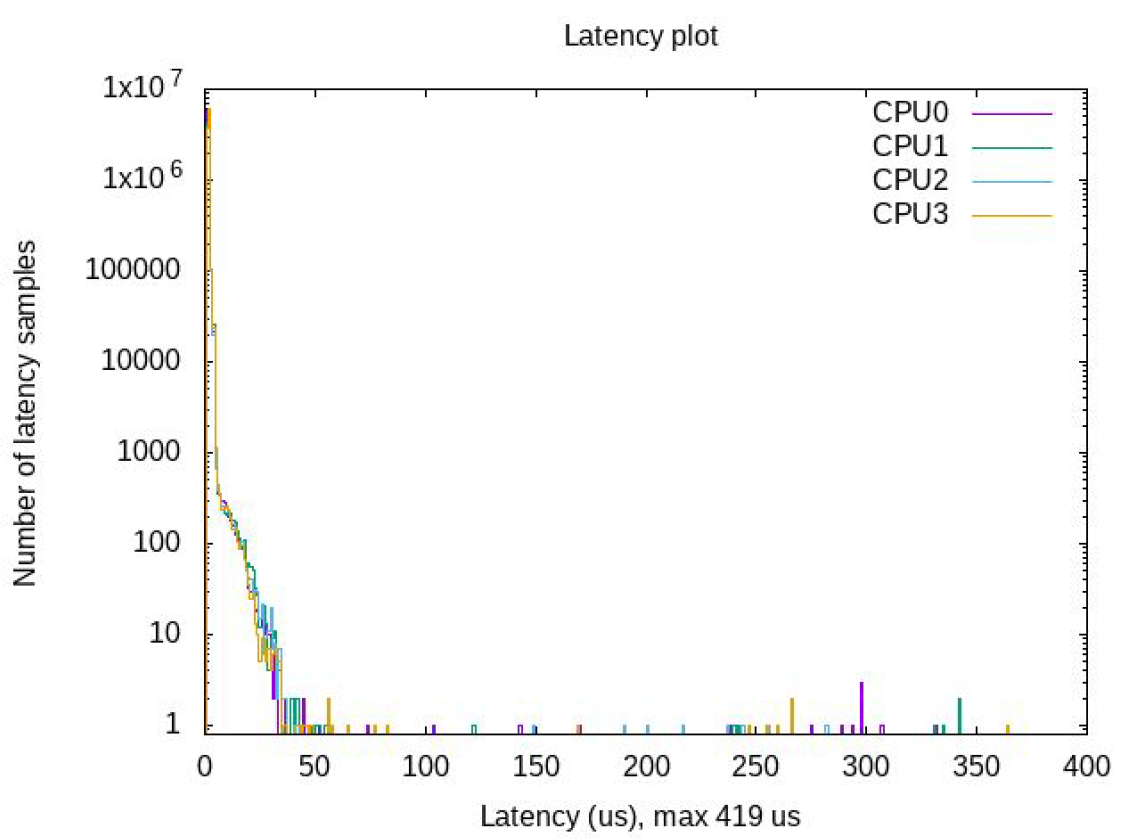 Latency plot
1x10^7
1x10^6
100000
10000
1000
100
10
1
Number of latency samples
CPU0
CPU1
CPU2
CPU3
0 50 100 150 200 250 300 350 400
Latency (us), max 419 us